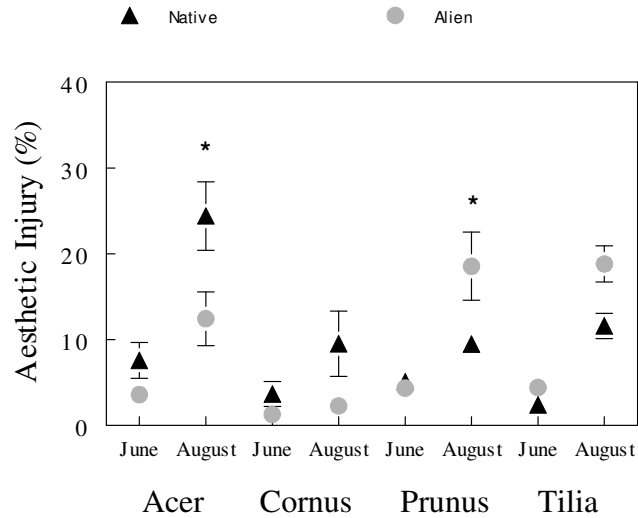 Native Alien
40
30
20
10
0
Aesthetic Injury (%)
*
*
June August June August June August June August
Acer Cornus Prunus Tilia